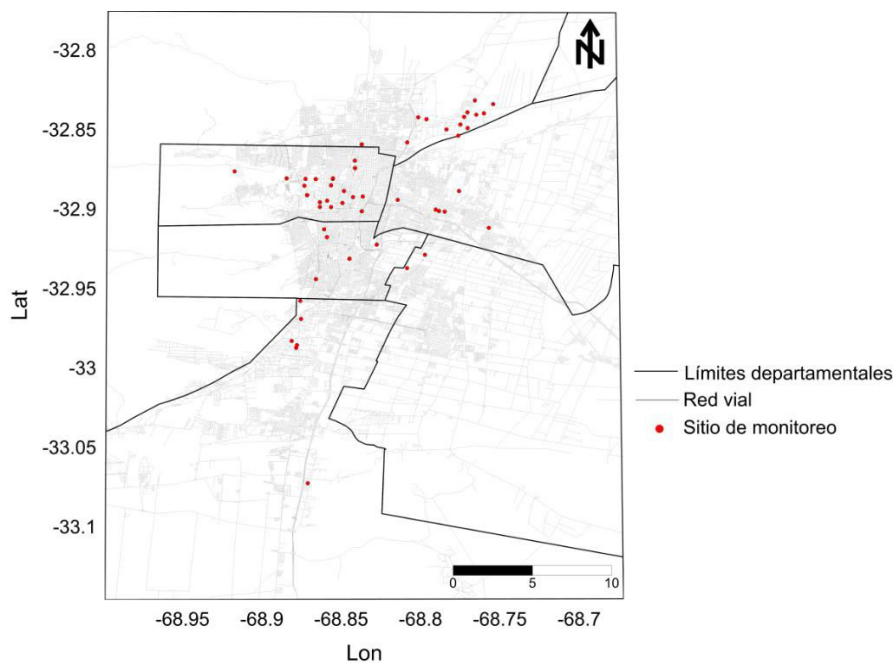 N
-32.8
-32.85
-32.9
-32.95
-33
-33.05
-33.1
Lat
Límites departamentales
Red vial
Sitio de monitoreo
0 5 10
-68.95 -68.9 -68.85 -68.8 -68.75 -68.7
Lon